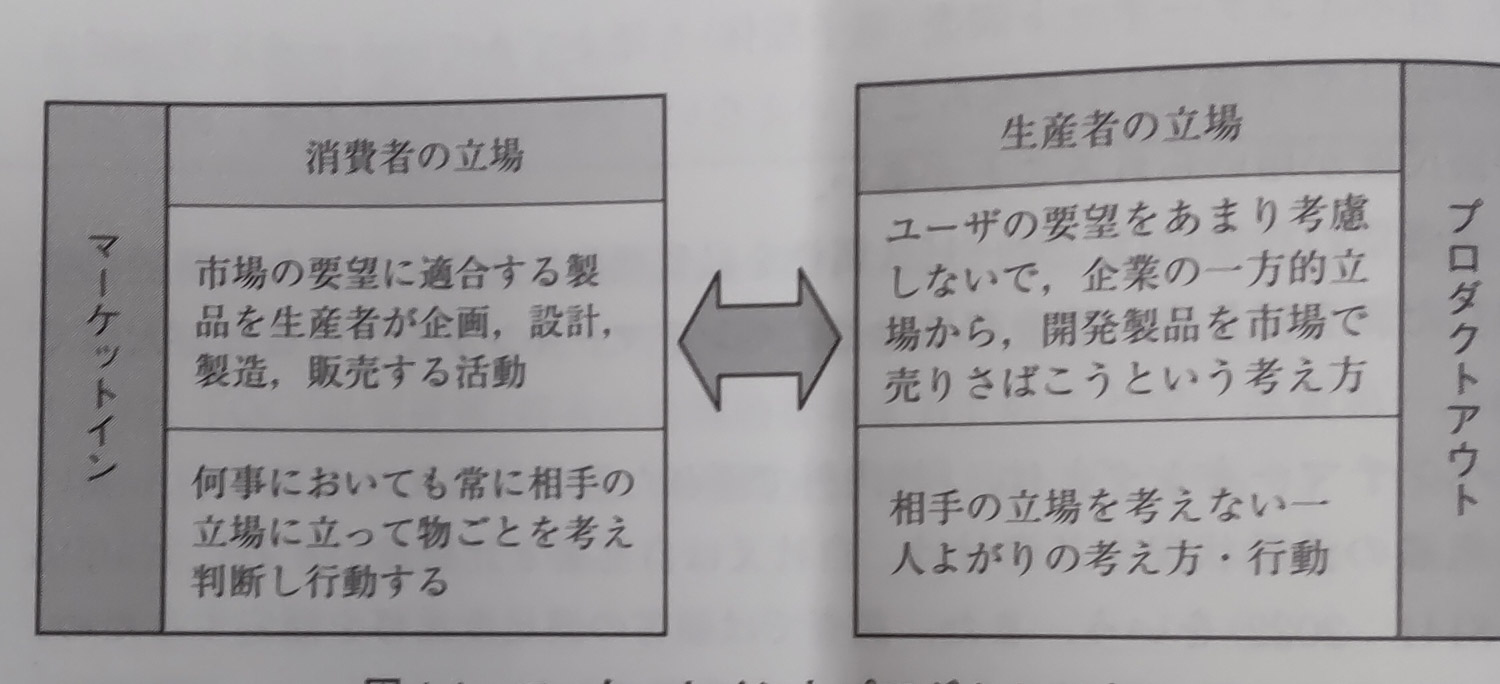 マーケットイン
消費者の立場
市場の要望に適合する製
品を生産者が企画，設計，
製造，販売する活動
何事においても常に相手の
立場に立って物ごとを考え
判断し行動する
生産者の立場
ユーザの要望をあまり考慮
しないで，企業の一方的立
場から，開発製品を市場で
売りさばこうという考え方
相手の立場を考えない一
人よがりの考え方・行動
プロダクトアウト